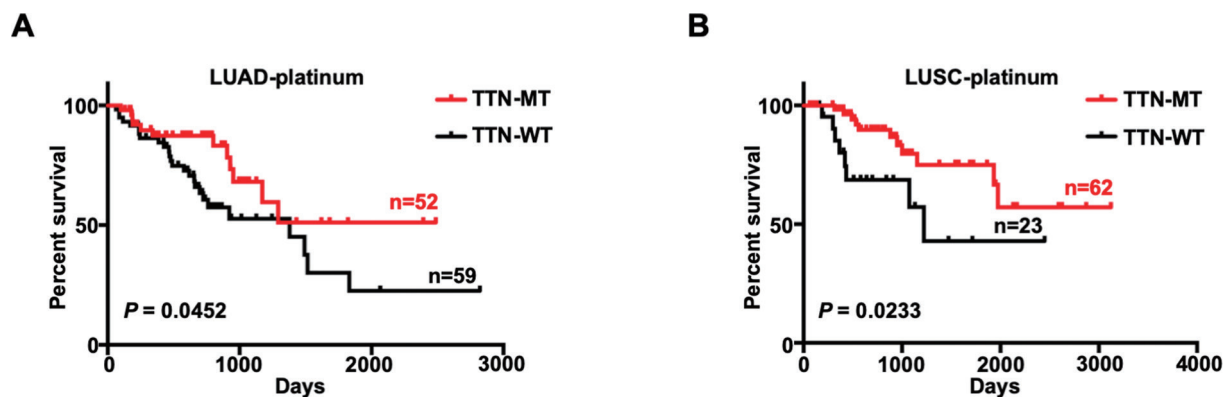 A
LUAD-platinum
TTN-MT
TTN-WT
Percent survival
100
50
0
n=52
n=59
P = 0.0452
0 1000 2000 3000
Days
B
LUSC-platinum
TTN-MT
TTN-WT
Percent survival
100
50
0
n=62
n=23
P = 0.0233
0 1000 2000 3000 4000
Days